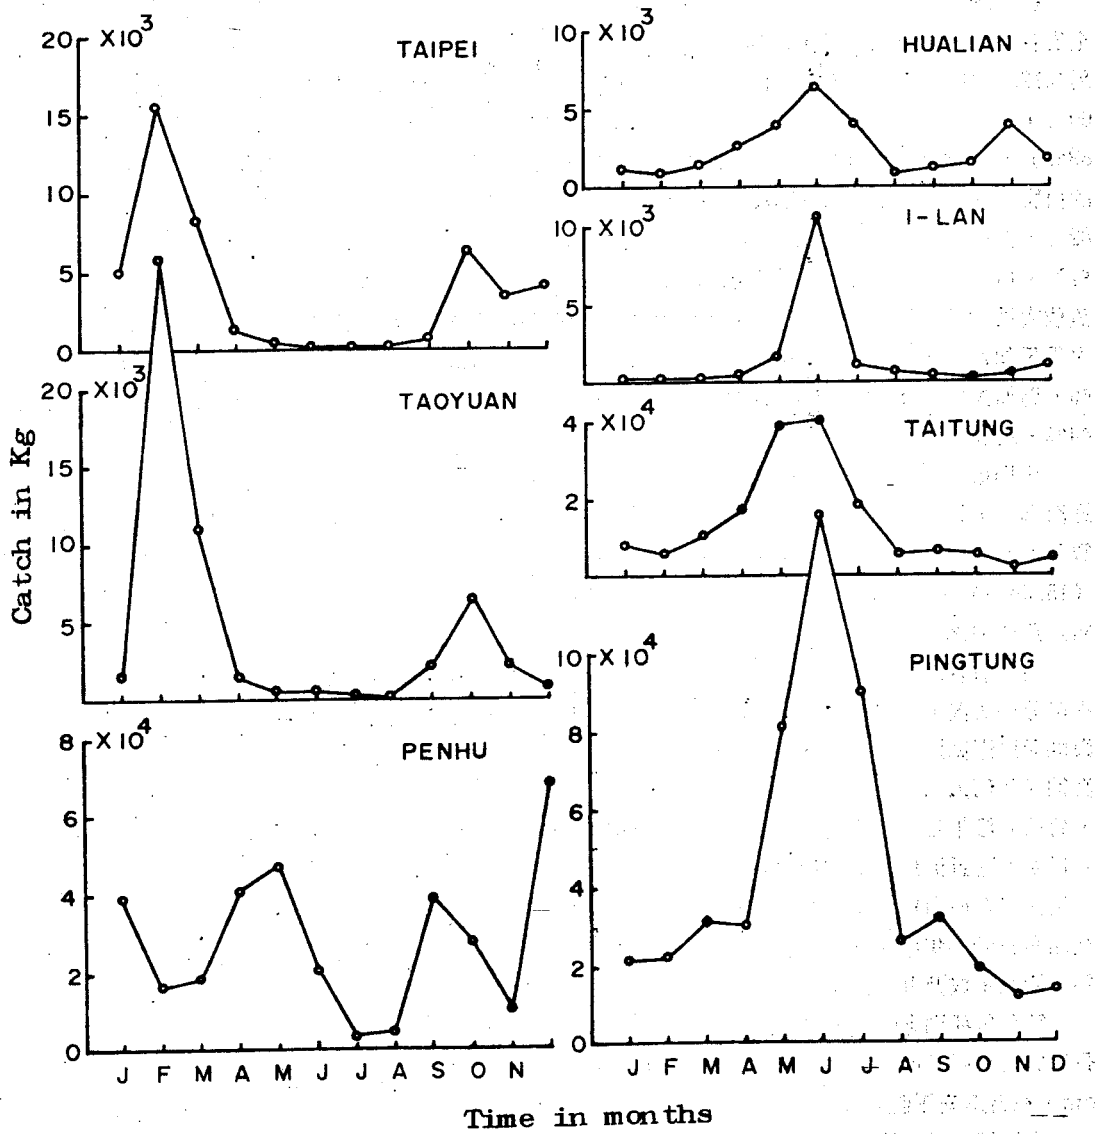 20 X10³
TAIPEI
15
10
5
0
20 X10³
TAOYUAN
15
10
5
8 X10⁴
PENHU
6
4
2
0
J F M A M J J A S O N
10 X10³
HUALIAN
5
0
10 X10³
I-LAN
5
4 X10⁴
TAITUNG
2
10 X10⁴
PINGTUNG
8
6
4
2
0
J F M A M J J A S O N D
Catch in Kg
Time in months